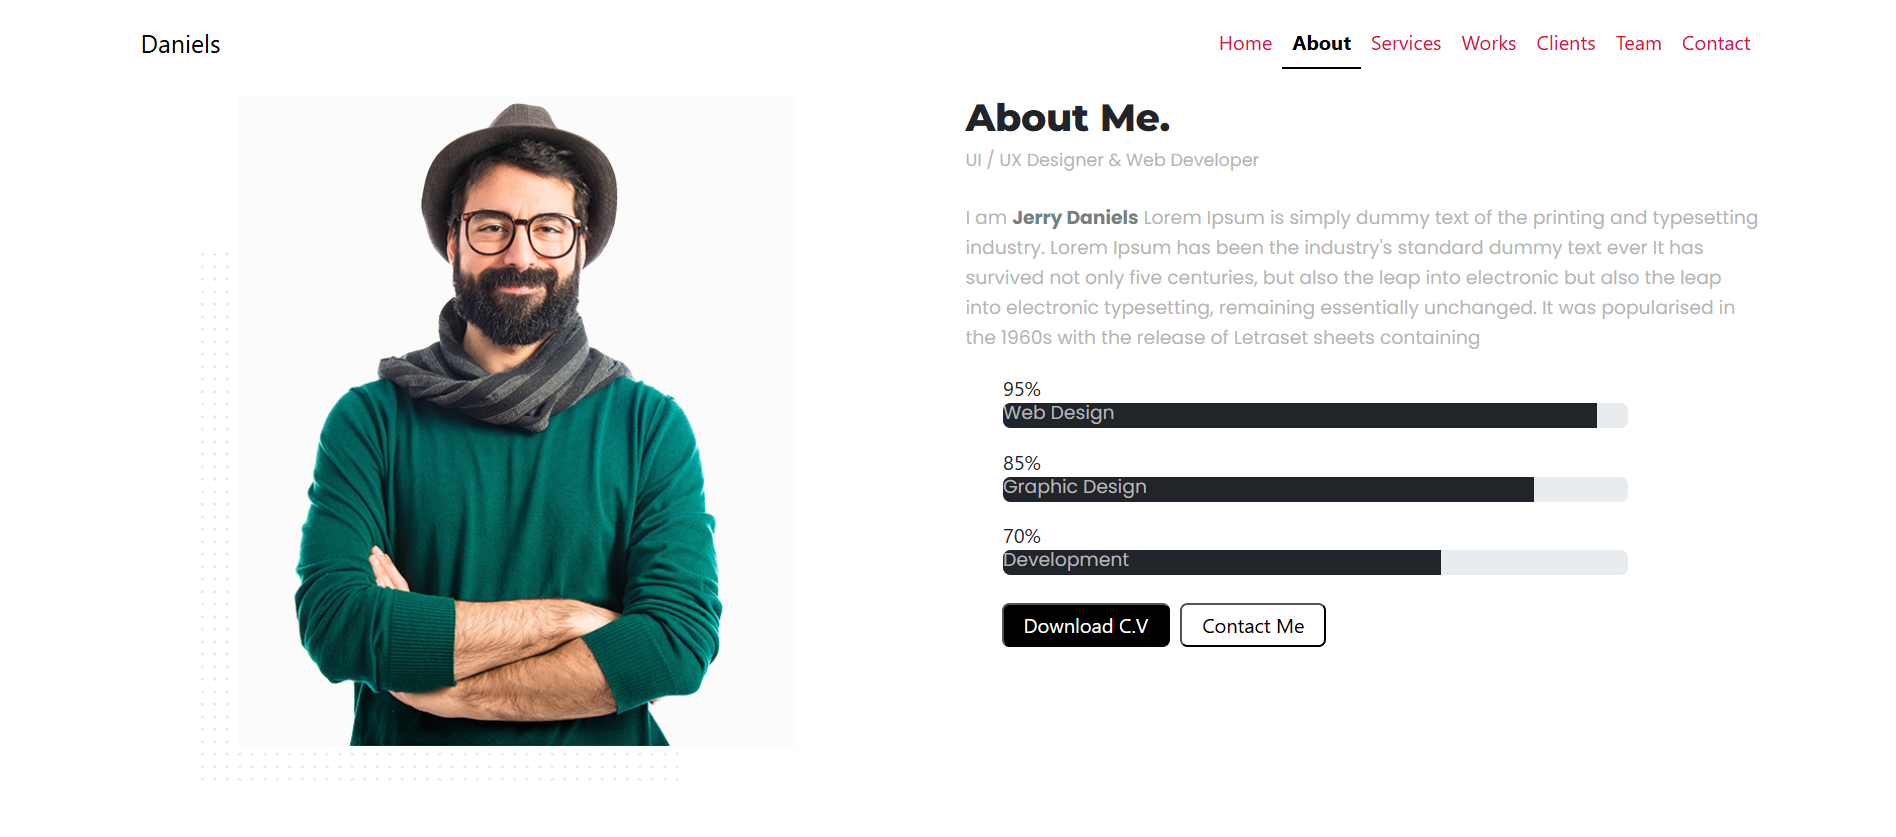 Daniels
Home About Services Works Clients Team Contact
About Me.
UI / UX Designer & Web Developer
I am Jerry Daniels Lorem Ipsum is simply dummy text of the printing and typesetting
industry. Lorem Ipsum has been the industry's standard dummy text ever It has
survived not only five centuries, but also the leap into electronic but also the leap
into electronic typesetting, remaining essentially unchanged. It was popularised in
the 1960s with the release of Letraset sheets containing
95%
Web Design
85%
Graphic Design
70%
Development
Download C.V Contact Me